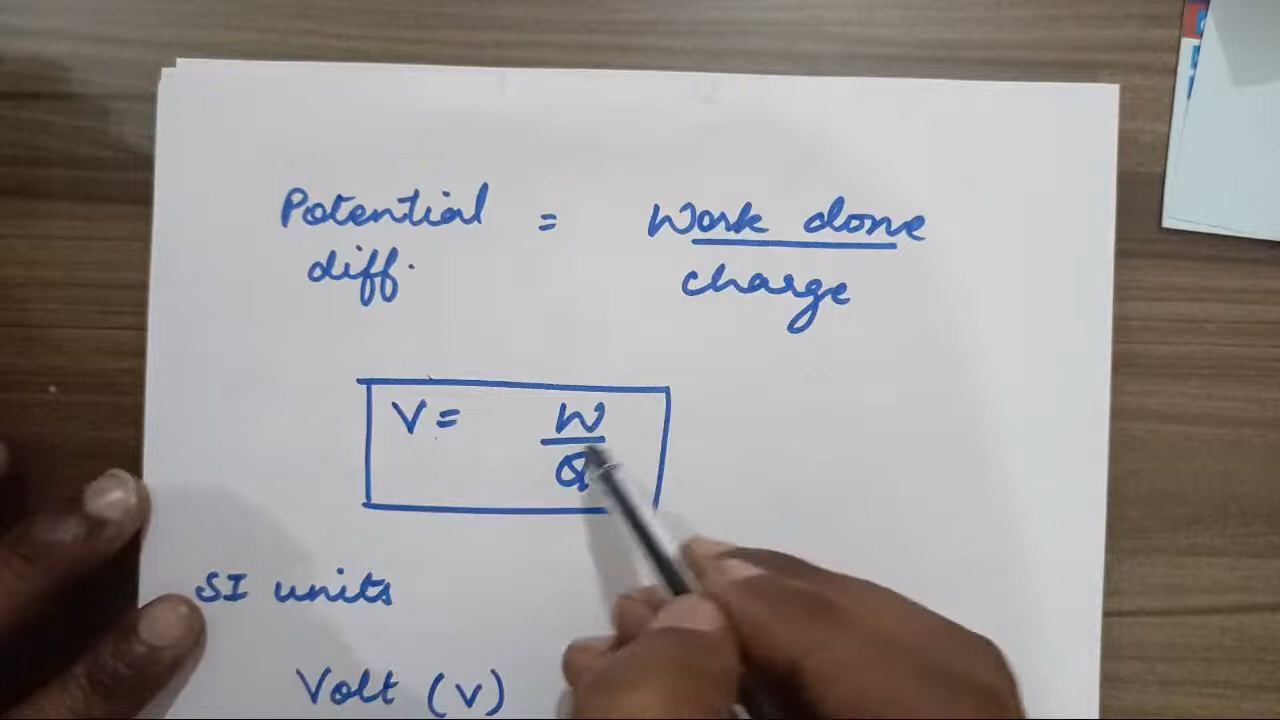 Potential = Work done
diff. charge
V = W
Q
SI units
Volt (V)